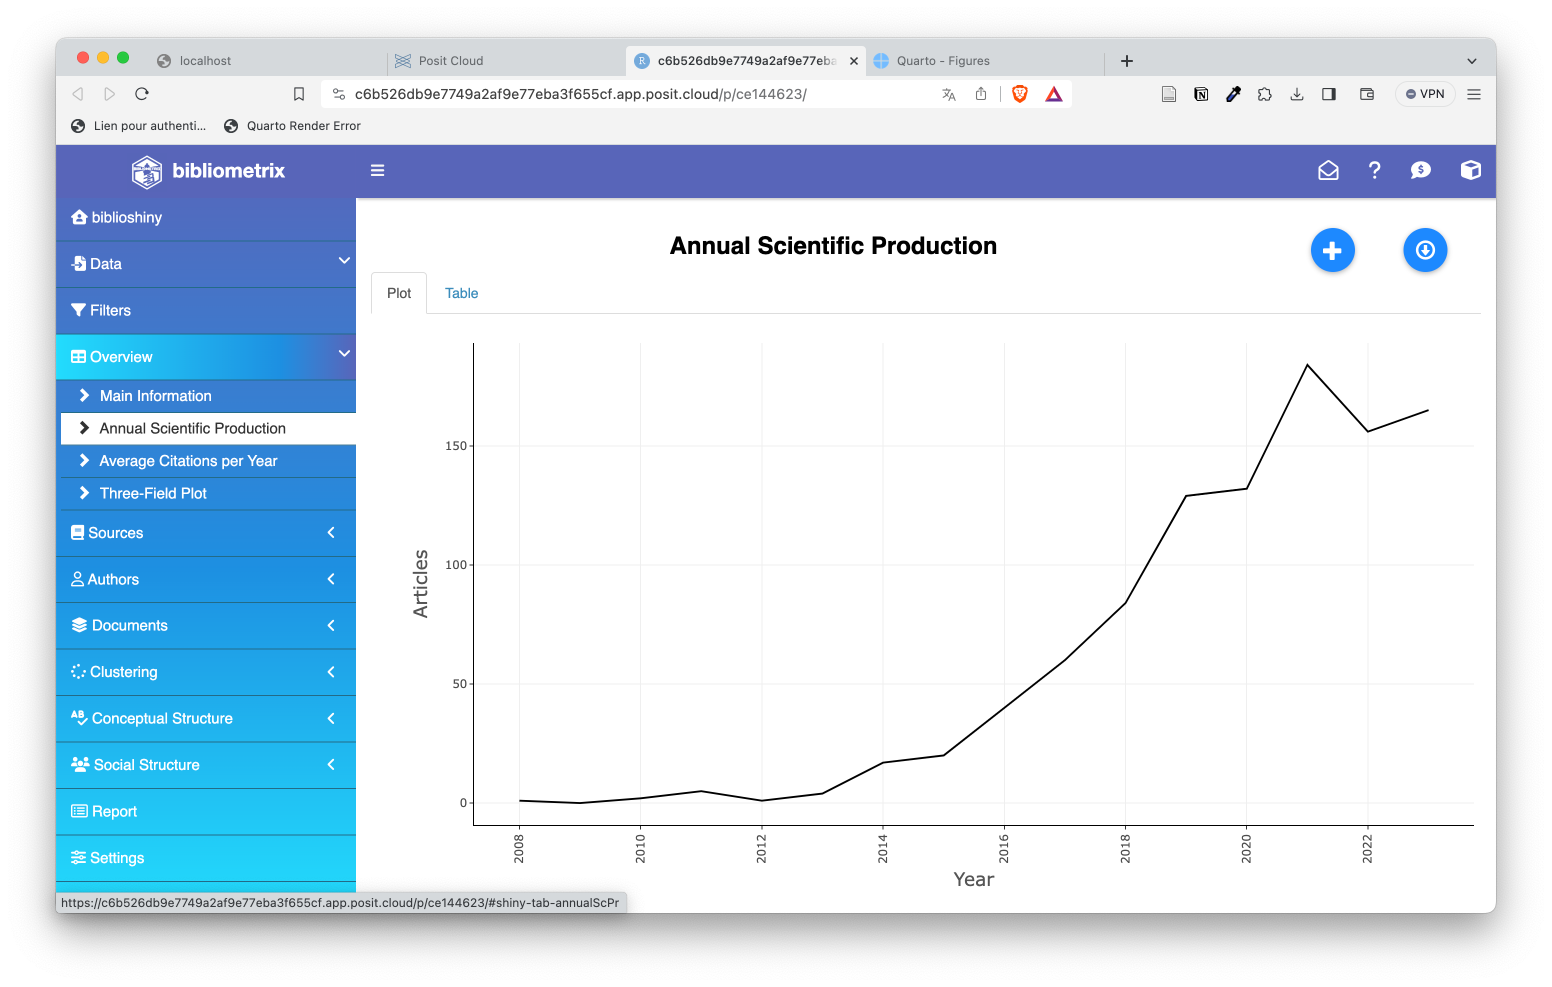 localhost
Posit Cloud
c6b526db9e7749a2af9e77eba
Quarto - Figures
c6b526db9e7749a2af9e77eba3f655cf.app.posit.cloud/p/ce144623/
VPN
Lien pour authenti...
Quarto Render Error
bibliometrix
biblioshiny
Data
Filters
Overview
Main Information
Annual Scientific Production
Average Citations per Year
Three-Field Plot
Sources
Authors
Documents
Clustering
Conceptual Structure
Social Structure
Report
Settings
Annual Scientific Production
Plot
Table
Articles
150
100
50
0
2008
2010
2012
2014
2016
2018
2020
2022
Year
https://c6b526db9e7749a2af9e77eba3f655cf.app.posit.cloud/p/ce144623/#shiny-tab-annualScPr